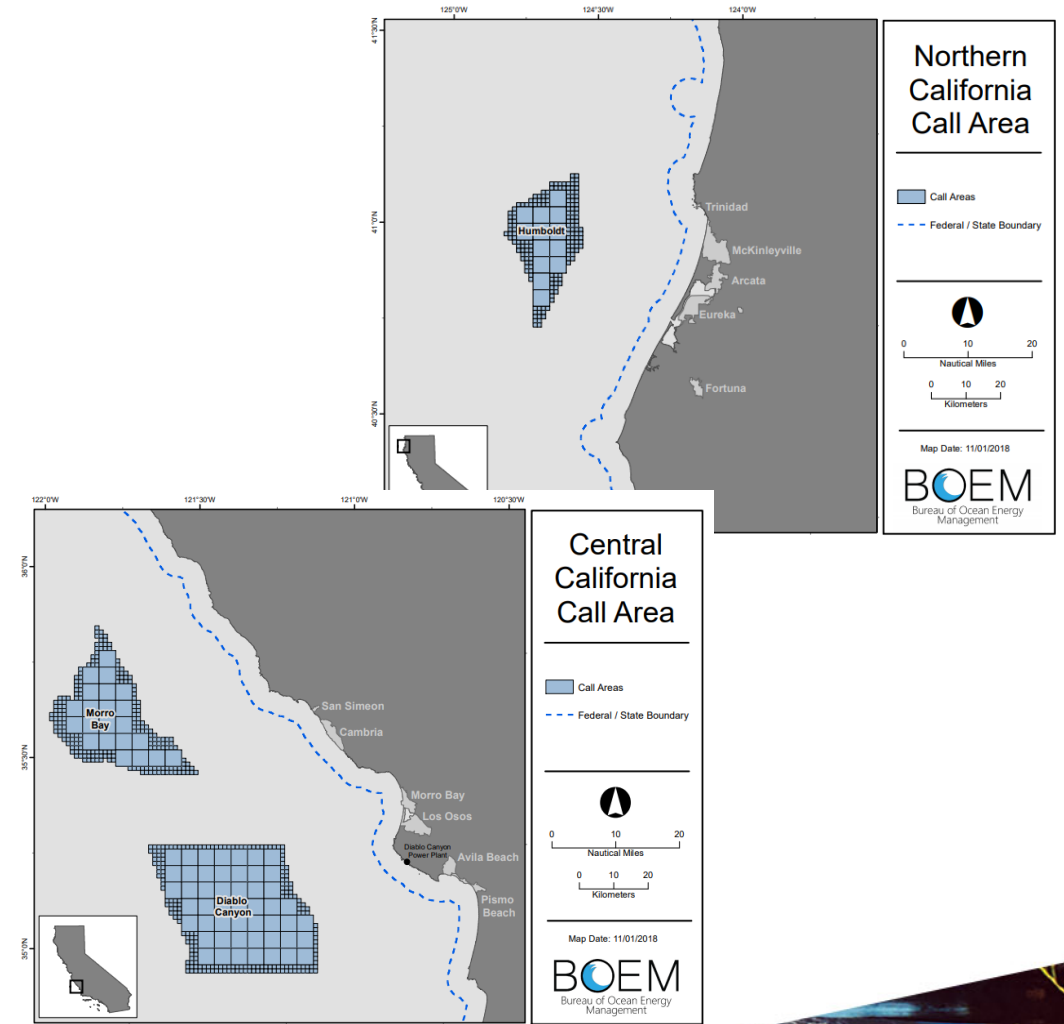 125°0'W
124°30'W
124°0'W
41°30'N
41°0'N
40°30'N
Humboldt
Trinidad
McKinleyville
Arcata
Eureka
Fortuna
Northern
California
Call Area
Call Areas
Federal / State Boundary
0
10
20
Nautical Miles
0
10
20
Kilometers
Map Date: 11/01/2018
BOEM
Bureau of Ocean Energy
Management
122°0'W
121°30'W
121°0'W
120°30'W
36°0'N
35°30'N
35°0'N
Morro
Bay
Diablo
Canyon
San Simeon
Cambria
Morro Bay
Los Osos
Diablo Canyon
Power Plant
Avila Beach
Pismo
Beach
Central
California
Call Area
Call Areas
Federal / State Boundary
0
10
20
Nautical Miles
0
10
20
Kilometers
Map Date: 11/01/2018
BOEM
Bureau of Ocean Energy
Management